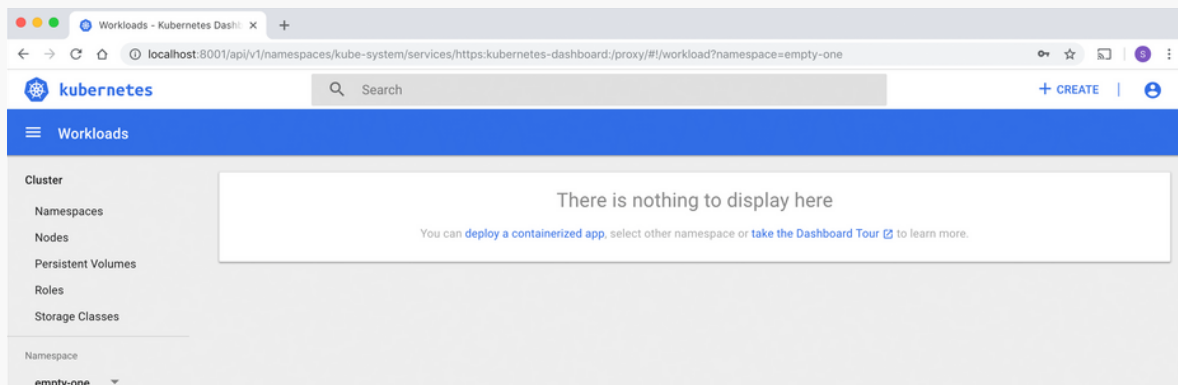 Workloads - Kubernetes Dashb
localhost:8001/api/v1/namespaces/kube-system/services/https:kubernetes-dashboard:/proxy/#!/workload?namespace=empty-one
S
kubernetes
Search
+ CREATE
Workloads
Cluster
Namespaces
Nodes
Persistent Volumes
Roles
Storage Classes
Namespace
empty-one
There is nothing to display here
You can deploy a containerized app, select other namespace or take the Dashboard Tour to learn more.